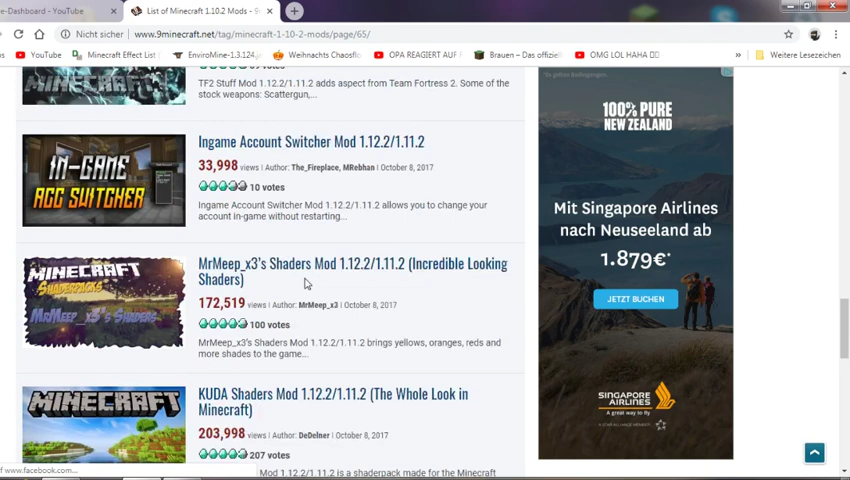 e-Dashboard - YouTube
List of Minecraft 1.10.2 Mods - 9
Nicht sicher | www.9minecraft.net/tag/minecraft-1-10-2-mods/page/65/
YouTube
Minecraft Effect List
EnviroMine-1.3.124.
Weihnachts Chaosflo
OPA REAGIERT AUF F
Brauen – Das offizie
OMG LOL HAHA
»
Weitere Lesezeichen
TF2 Stuff Mod 1.12.2/1.11.2 adds aspect from Team Fortress 2. Some of the
stock weapons: Scattergun,...
IN-GAME
ACC SWITCHER
Ingame Account Switcher Mod 1.12.2/1.11.2
33,998 views | Author: The_Fireplace, MRebhan | October 8, 2017
10 votes
Ingame Account Switcher Mod 1.12.2/1.11.2 allows you to change your
account in-game without restarting...
MINECRAFT
SHADERPACKS
MRMEEP_X3'S SHADERS
MrMeep_x3's Shaders Mod 1.12.2/1.11.2 (Incredible Looking
Shaders)
172,519 views | Author: MrMeep_x3 | October 8, 2017
100 votes
MrMeep_x3's Shaders Mod 1.12.2/1.11.2 brings yellows, oranges, reds and
more shades to the game...
MINECRAFT
KUDA Shaders Mod 1.12.2/1.11.2 (The Whole Look in
Minecraft)
203,998 views | Author: DeDelner | October 8, 2017
207 votes
Mod 1.12.2/1.11.2 is a shaderpack made for the Minecraft
of www.facebook.com...
100% PURE
NEW ZEALAND
Mit Singapore Airlines
nach Neuseeland ab
1.879€*
JETZT BUCHEN
SINGAPORE
AIRLINES
A great way to fly
A STAR ALLIANCE MEMBER